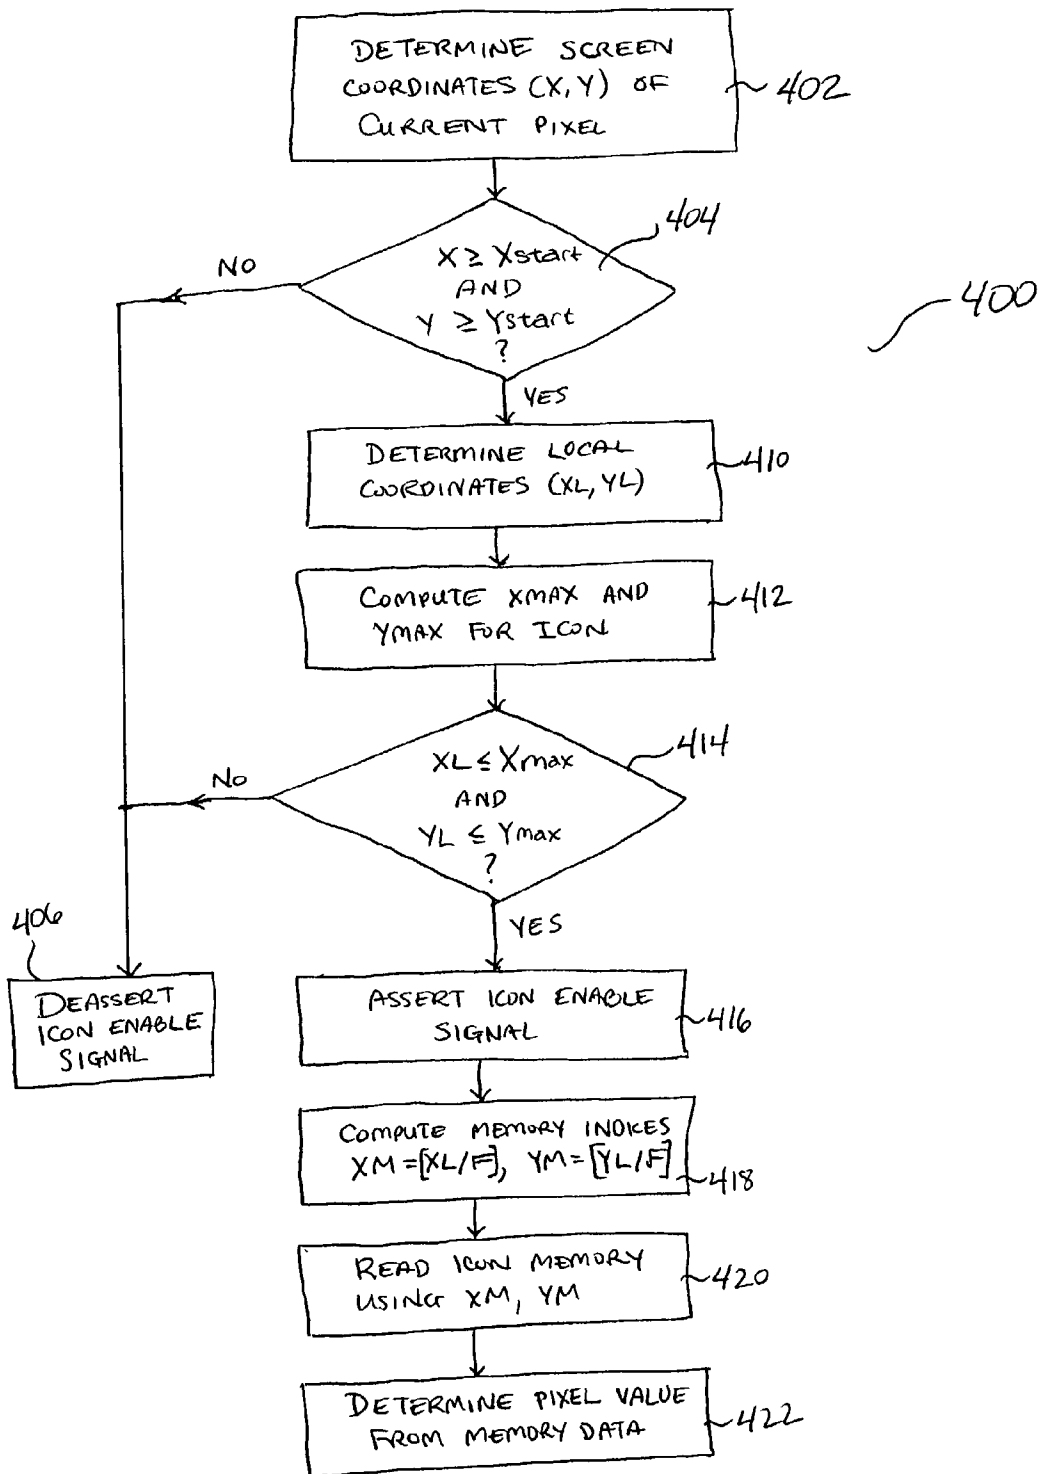 DETERMINE SCREEN
COORDINATES (X, Y) OF
CURRENT PIXEL
402
X ≥ Xstart
AND
Y ≥ Ystart
?
404
NO
400
YES
DETERMINE LOCAL
COORDINATES (XL, YL)
410
COMPUTE XMAX AND
YMAX FOR ICON
412
XL ≤ Xmax
AND
YL ≤ Ymax
?
414
NO
YES
406
DEASSERT
ICON ENABLE
SIGNAL
ASSERT ICON ENABLE
SIGNAL
416
COMPUTE MEMORY INDICES
XM=[XL/F], YM=[YL/F]
418
READ ICON MEMORY
USING XM, YM
420
DETERMINE PIXEL VALUE
FROM MEMORY DATA
422